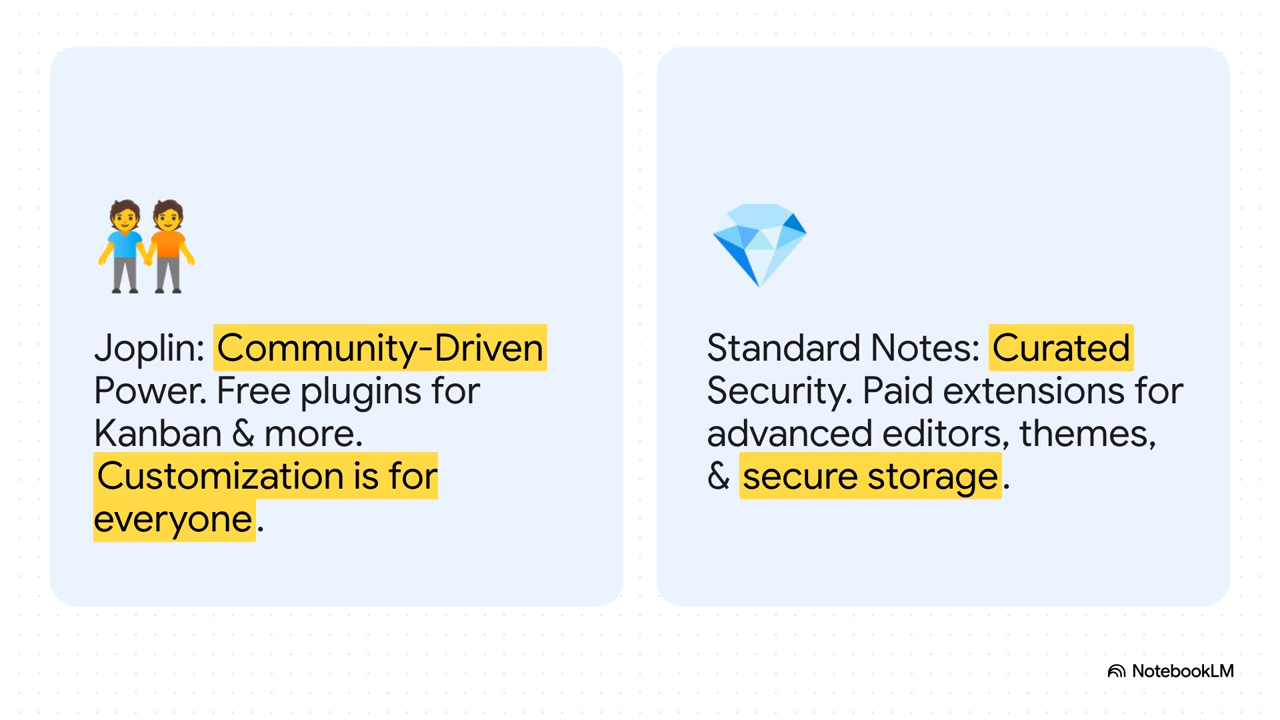 Joplin: Community-Driven
Power. Free plugins for
Kanban & more.
Customization is for
everyone.
Standard Notes: Curated
Security. Paid extensions for
advanced editors, themes,
& secure storage.
NotebookLM